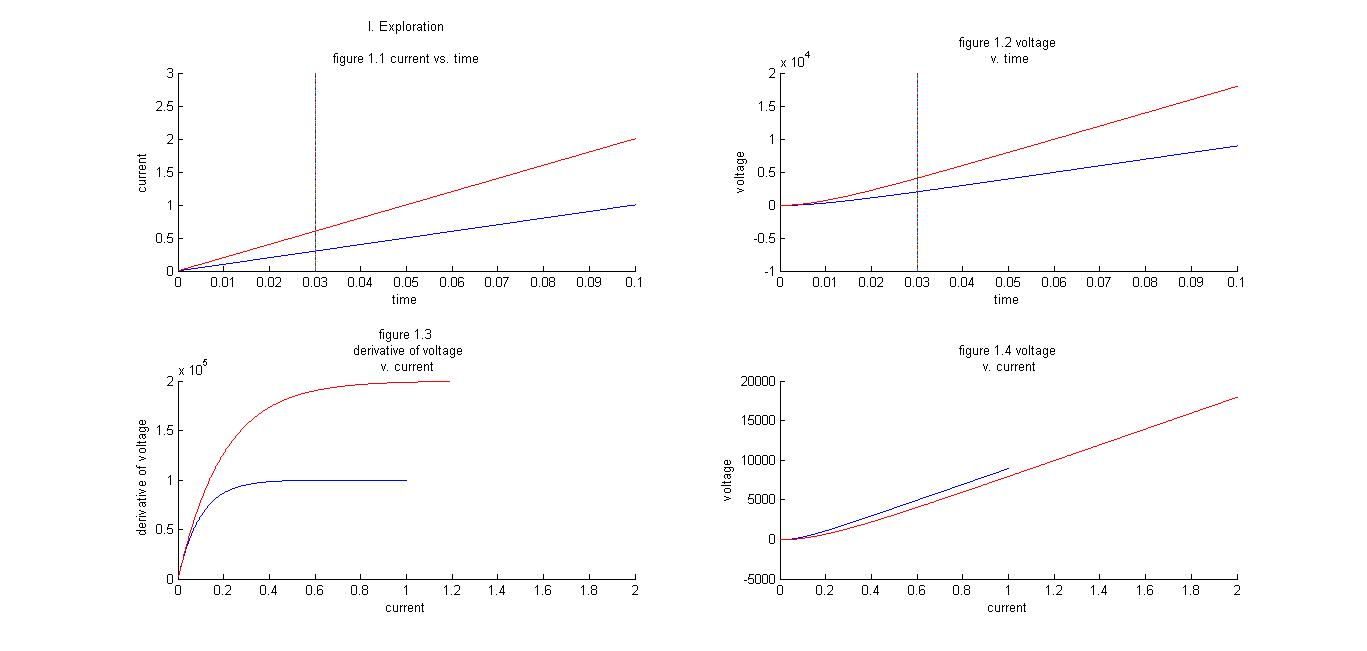 I. Exploration
figure 1.1 current vs. time
3
2.5
2
1.5
1
0.5
0
current
0 0.01 0.02 0.03 0.04 0.05 0.06 0.07 0.08 0.09 0.1
time
figure 1.2 voltage
v. time
x 10^4
2
1.5
1
0.5
0
-0.5
-1
voltage
0 0.01 0.02 0.03 0.04 0.05 0.06 0.07 0.08 0.09 0.1
time
figure 1.3
derivative of voltage
v. current
x 10^5
2
1.5
1
0.5
0
derivative of voltage
0 0.2 0.4 0.6 0.8 1 1.2 1.4 1.6 1.8 2
current
figure 1.4 voltage
v. current
20000
15000
10000
5000
0
-5000
voltage
0 0.2 0.4 0.6 0.8 1 1.2 1.4 1.6 1.8 2
current